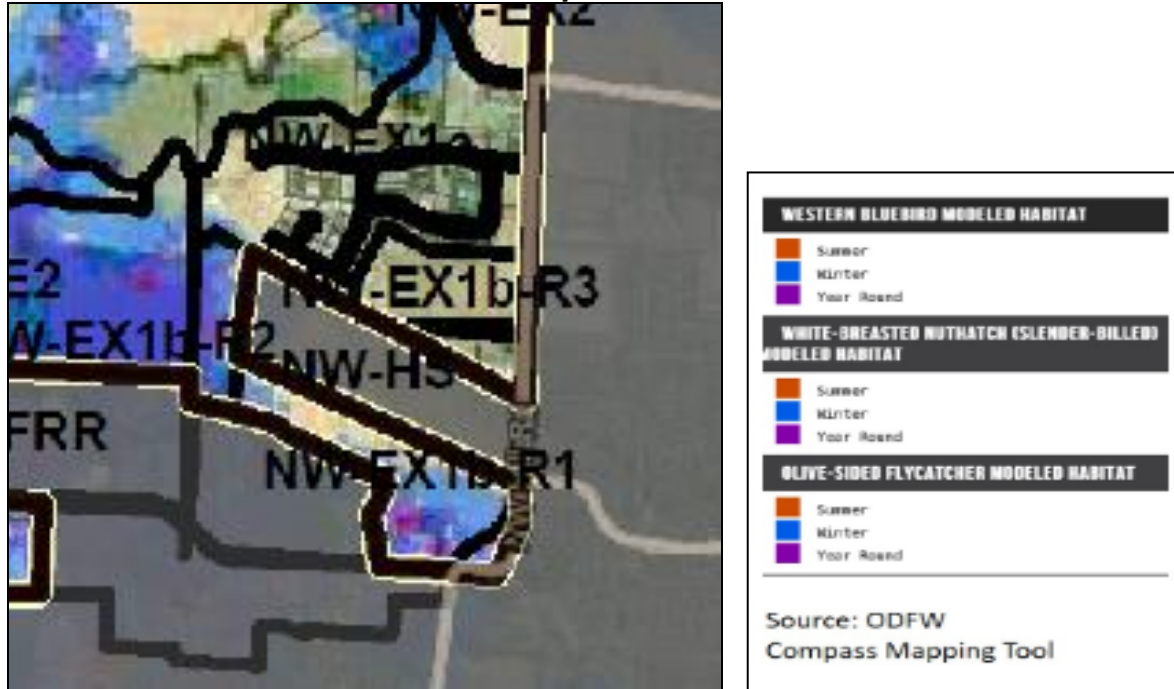 NW-EX1b-R3
E2
W-EX1b-R2
NW-HS
FRR
NW-EX1b-R1
WESTERN BLUEBIRD MODELED HABITAT
Summer
Winter
Year Round
WHITE-BREASTED NUTHATCH (SLENDER-BILLED)
MODELED HABITAT
Summer
Winter
Year Round
OLIVE-SIDED FLYCATCHER MODELED HABITAT
Summer
Winter
Year Round
Source: ODFW
Compass Mapping Tool